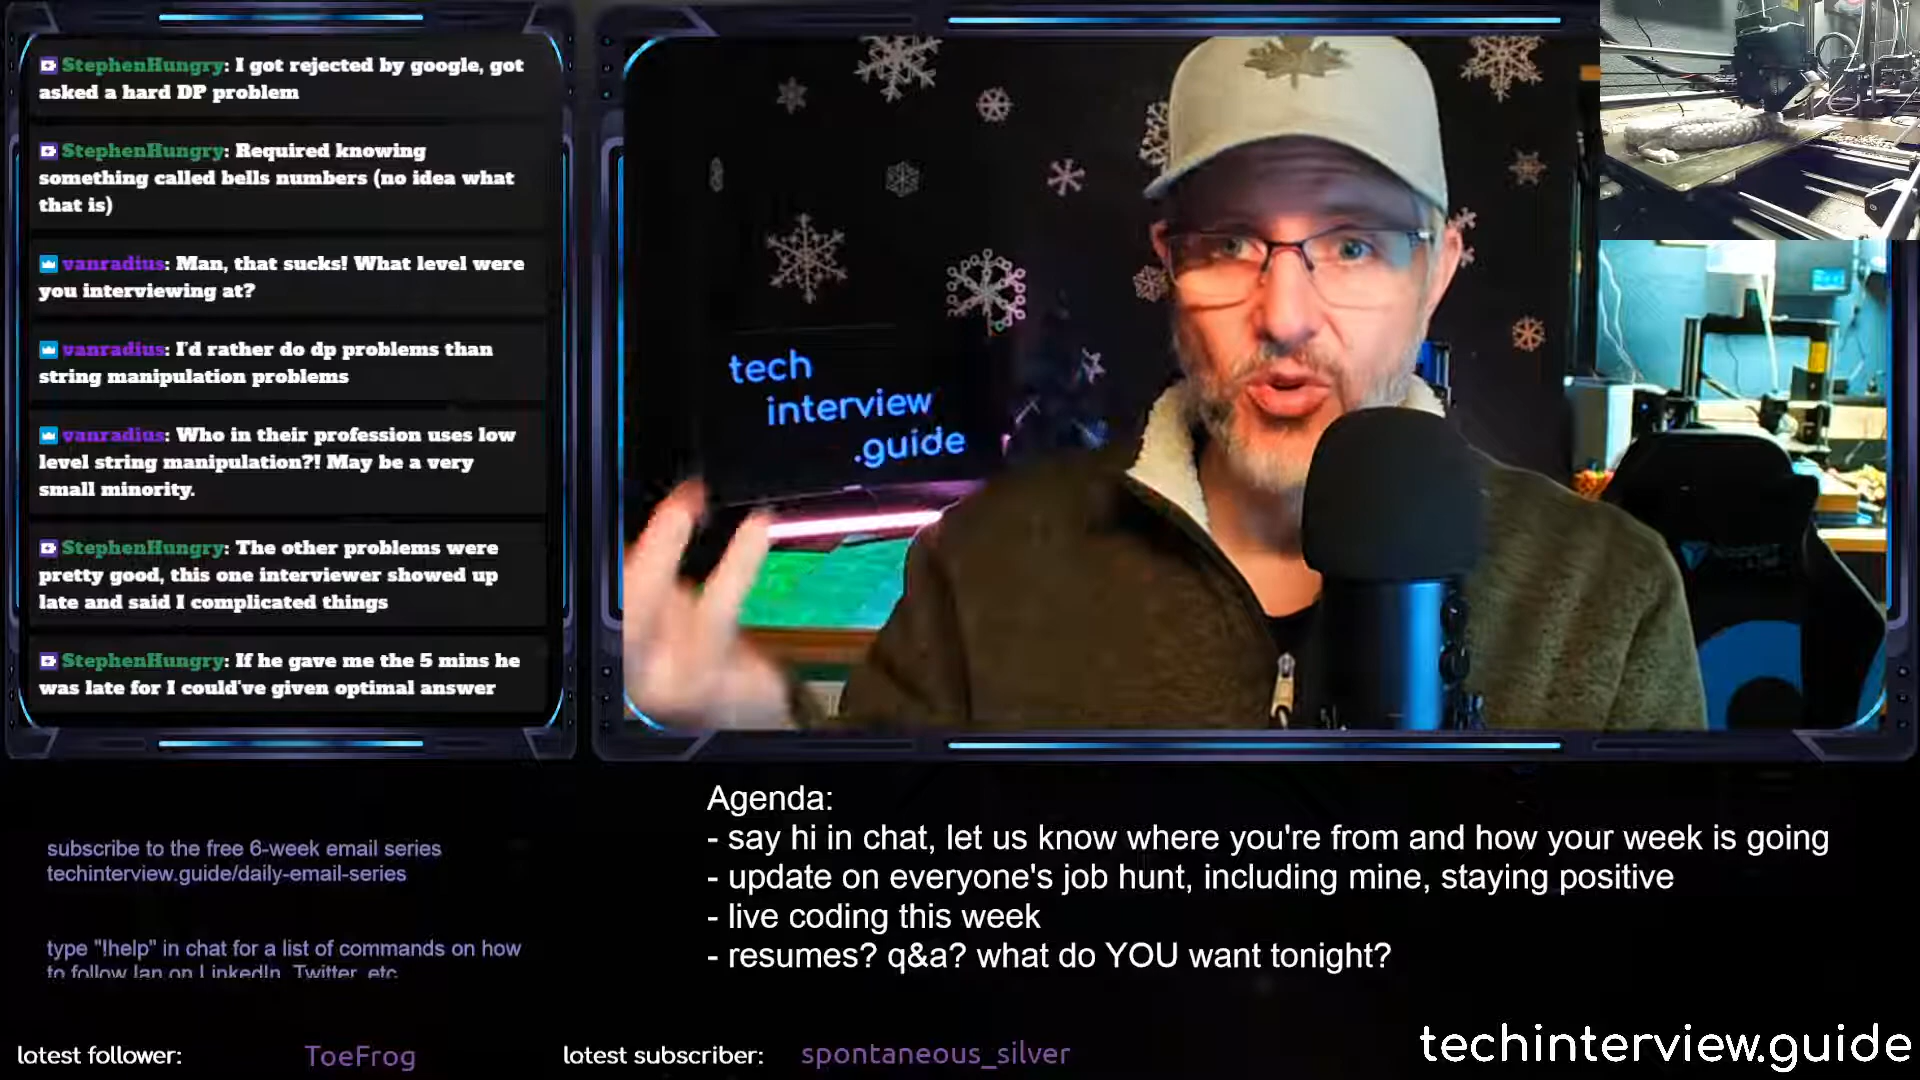 StephenHungry: I got rejected by google, got
asked a hard DP problem
StephenHungry: Required knowing
something called bells numbers (no idea what
that is)
vanradius: Man, that sucks! What level were
you interviewing at?
vanradius: I'd rather do dp problems than
string manipulation problems
vanradius: Who in their profession uses low
level string manipulation?! May be a very
small minority.
StephenHungry: The other problems were
pretty good, this one interviewer showed up
late and said I complicated things
StephenHungry: If he gave me the 5 mins he
was late for I could've given optimal answer
tech
interview
.guide
Agenda:
- say hi in chat, let us know where you're from and how your week is going
- update on everyone's job hunt, including mine, staying positive
- live coding this week
- resumes? q&a? what do YOU want tonight?
subscribe to the free 6-week email series
techinterview.guide/daily-email-series
type "!help" in chat for a list of commands on how
to follow Ian on LinkedIn, Twitter, etc
latest follower: ToeFrog
latest subscriber: spontaneous_silver
techinterview.guide